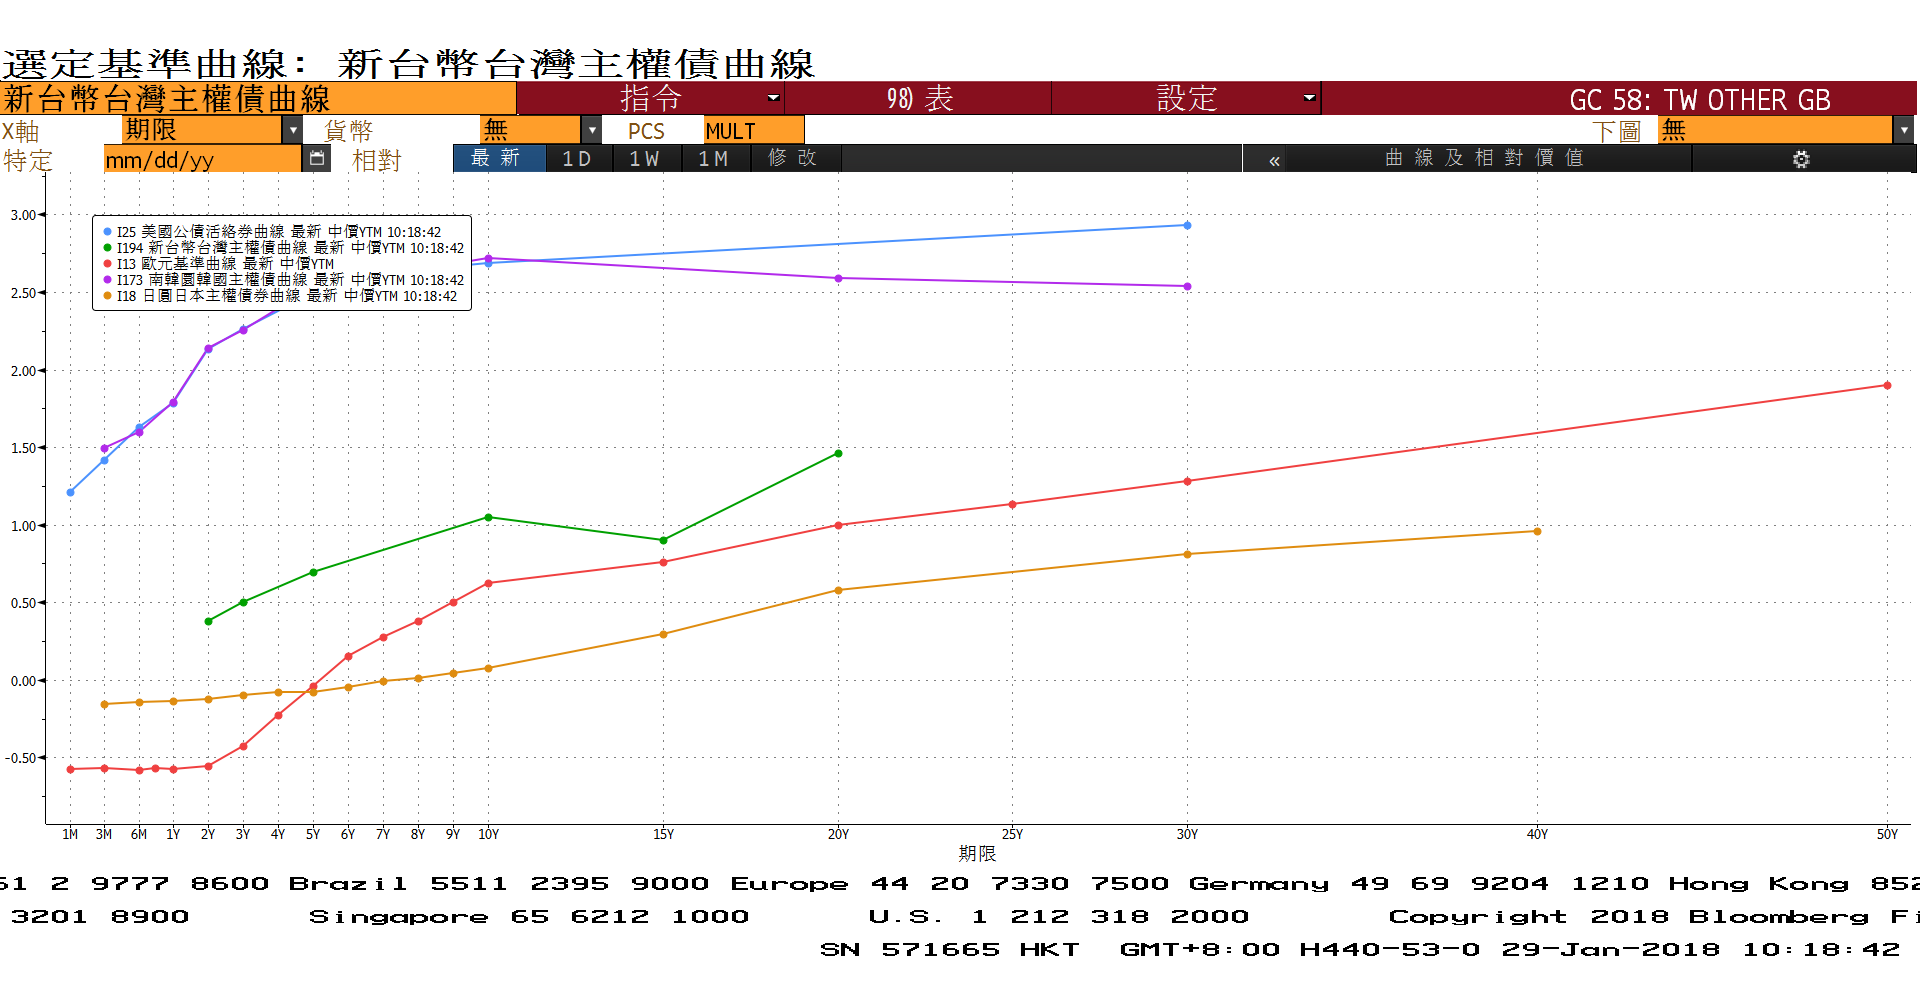 選定基準曲線: 新台幣台灣主權債曲線
新台幣台灣主權債曲線 指令 98) 表 設定 GC 58: TW OTHER GB
X軸 期限 貨幣 無 PCS MULT 下圖 無
特定 mm/dd/yy 相對 最新 1D 1W 1M 修改 « 曲線及相對價值
I25 美國公債活絡券曲線 最新 中價YTM 10:18:42
I194 新台幣台灣主權債曲線 最新 中價YTM 10:18:42
I13 歐元基準曲線 最新 中價YTM
I173 南韓圜韓國主權債曲線 最新 中價YTM 10:18:42
I18 日圓日本主權債券曲線 最新 中價YTM 10:18:42
3.00
2.50
2.00
1.50
1.00
0.50
0.00
-0.50
1M 3M 6M 1Y 2Y 3Y 4Y 5Y 6Y 7Y 8Y 9Y 10Y 15Y 20Y 25Y 30Y 40Y 50Y
期限
61 2 9777 8600 Brazil 5511 2395 9000 Europe 44 20 7330 7500 Germany 49 69 9204 1210 Hong Kong 852
3201 8900 Singapore 65 6212 1000 U.S. 1 212 318 2000 Copyright 2018 Bloomberg Fi
SN 571665 HKT GMT+8:00 H440-53-0 29-Jan-2018 10:18:42